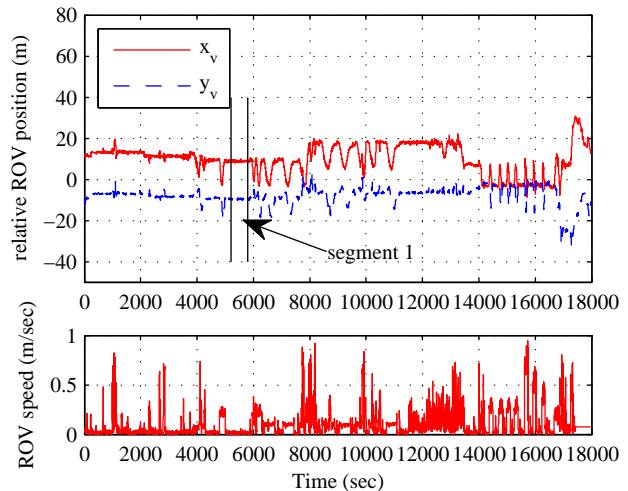 relative ROV position (m)
80
60
40
20
0
−20
−40
x_v
y_v
segment 1
0 2000 4000 6000 8000 10000 12000 14000 16000 18000
ROV speed (m/sec)
1
0.5
0
0 2000 4000 6000 8000 10000 12000 14000 16000 18000
Time (sec)